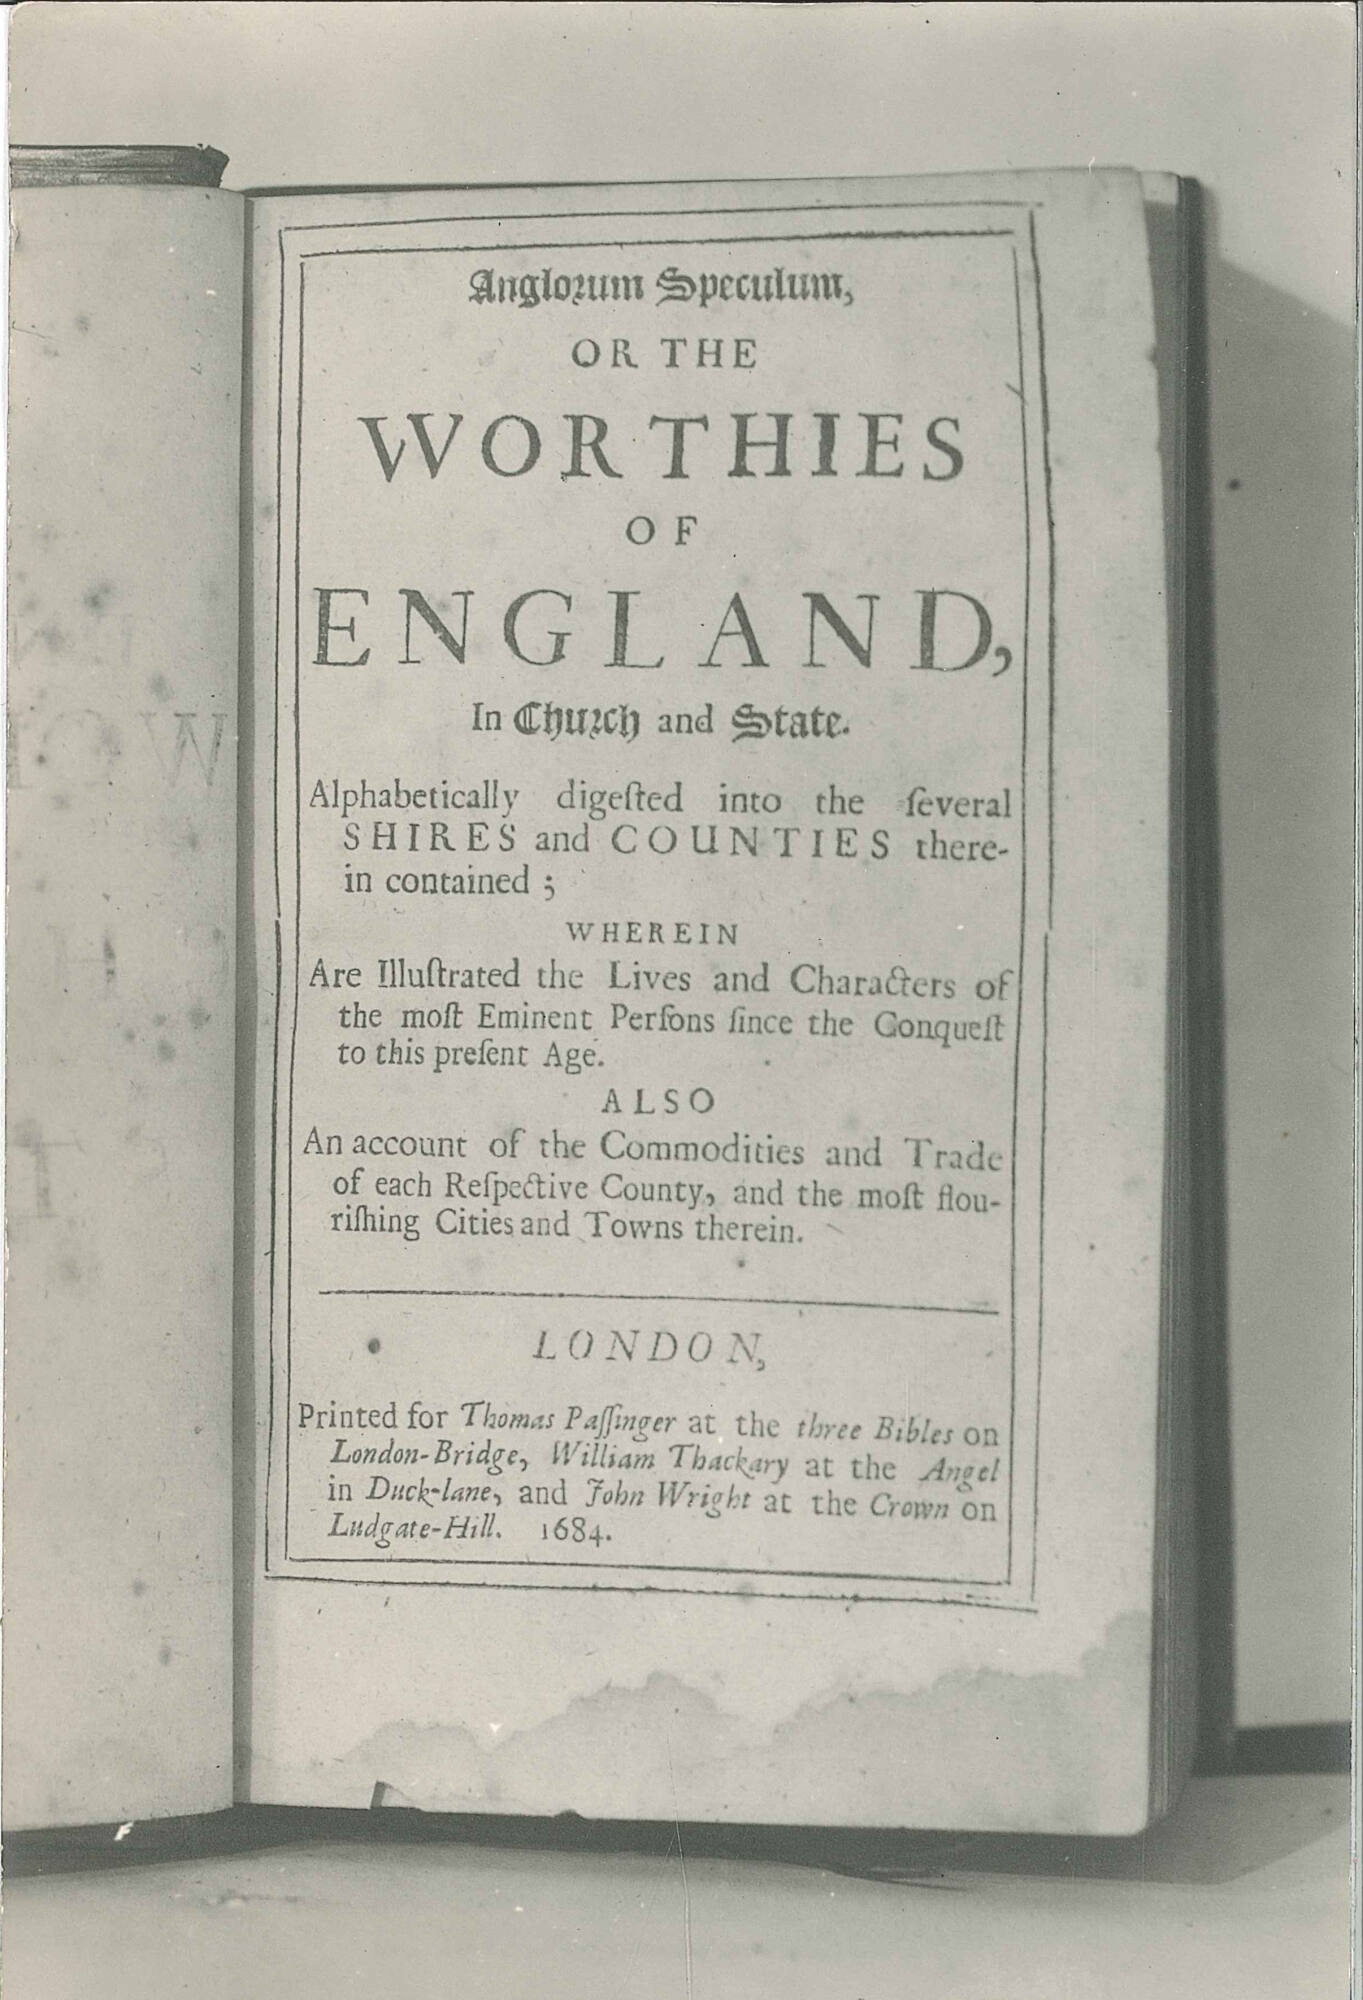 Anglorum Speculum,
OR THE
WORTHIES
OF
ENGLAND,
In Church and State.
Alphabetically digeſted into the ſeveral
SHIRES and COUNTIES there-
in contained ;
WHEREIN
Are Illuſtrated the Lives and Characters of
the moſt Eminent Perſons ſince the Conqueſt
to this preſent Age.
ALSO
An account of the Commodities and Trade
of each Reſpective County, and the moſt flou-
riſhing Cities and Towns therein.
LONDON,
Printed for Thomas Paſſinger at the three Bibles on
London-Bridge, William Thackary at the Angel
in Duck-lane, and John Wright at the Crown on
Ludgate-Hill. 1684.